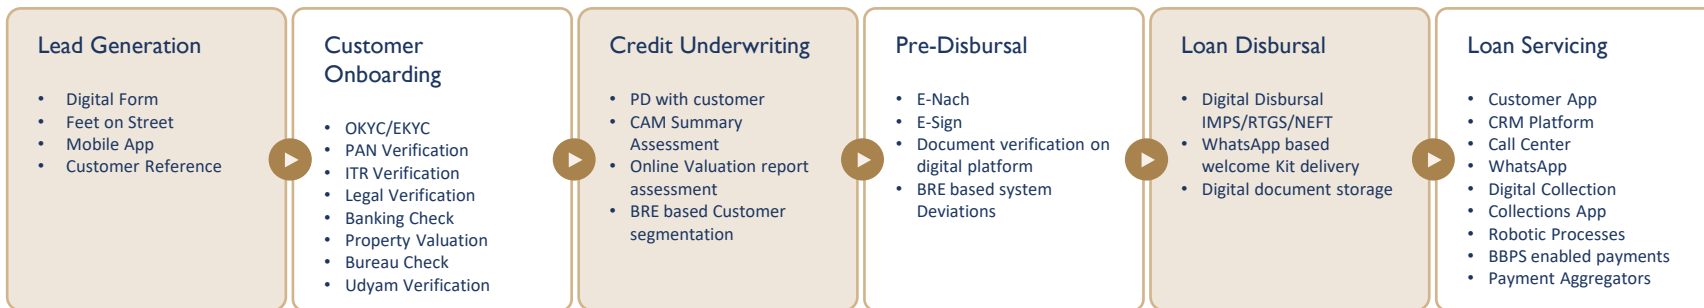 Lead Generation
• Digital Form
• Feet on Street
• Mobile App
• Customer Reference
Customer
Onboarding
• OKYC/EKYC
• PAN Verification
• ITR Verification
• Legal Verification
• Banking Check
• Property Valuation
• Bureau Check
• Udyam Verification
Credit Underwriting
• PD with customer
• CAM Summary
Assessment
• Online Valuation report
assessment
• BRE based Customer
segmentation
Pre-Disbursal
• E-Nach
• E-Sign
• Document verification on
digital platform
• BRE based system
Deviations
Loan Disbursal
• Digital Disbursal
IMPS/RTGS/NEFT
• WhatsApp based
welcome Kit delivery
• Digital document storage
Loan Servicing
• Customer App
• CRM Platform
• Call Center
• WhatsApp
• Digital Collection
• Collections App
• Robotic Processes
• BBPS enabled payments
• Payment Aggregators